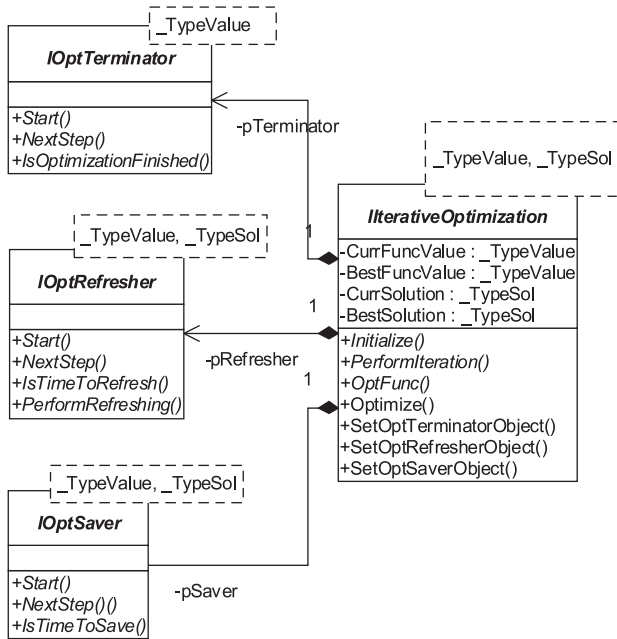 _TypeValue
IOptTerminator
+Start()
+NextStep()
+IsOptimizationFinished()
-pTerminator
1
_TypeValue, _TypeSol
IIterativeOptimization
-CurrFuncValue : _TypeValue
-BestFuncValue : _TypeValue
-CurrSolution : _TypeSol
-BestSolution : _TypeSol
+Initialize()
+PerformIteration()
+OptFunc()
+Optimize()
+SetOptTerminatorObject()
+SetOptRefresherObject()
+SetOptSaverObject()
_TypeValue, _TypeSol
IOptRefresher
+Start()
+NextStep()
+IsTimeToRefresh()
+PerformRefreshing()
1
-pRefresher
1
_TypeValue, _TypeSol
IOptSaver
+Start()
+NextStep()()
+IsTimeToSave()
-pSaver